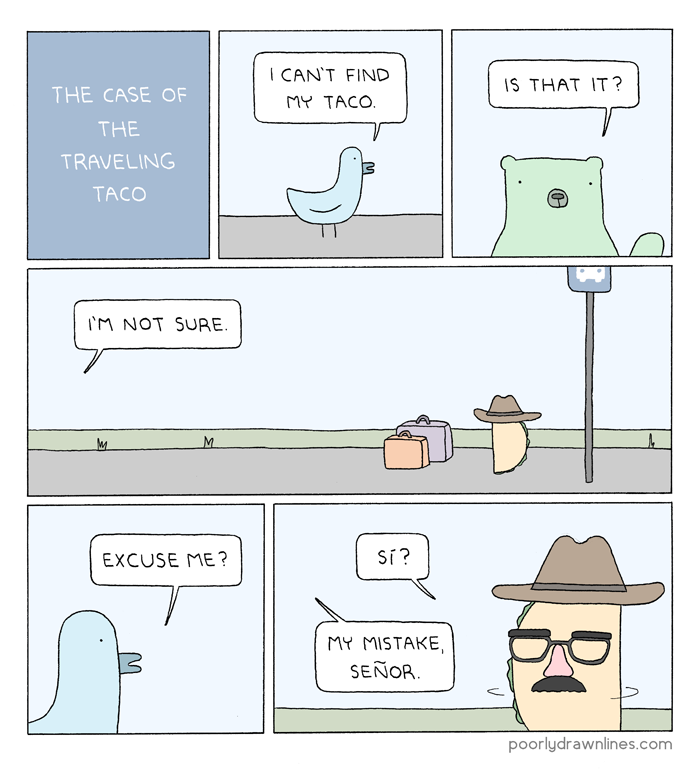 THE CASE OF
THE
TRAVELING
TACO
I CAN'T FIND
MY TACO.
IS THAT IT?
I'M NOT SURE.
EXCUSE ME?
SÍ?
MY MISTAKE,
SEÑOR.
poorlydrawnlines.com